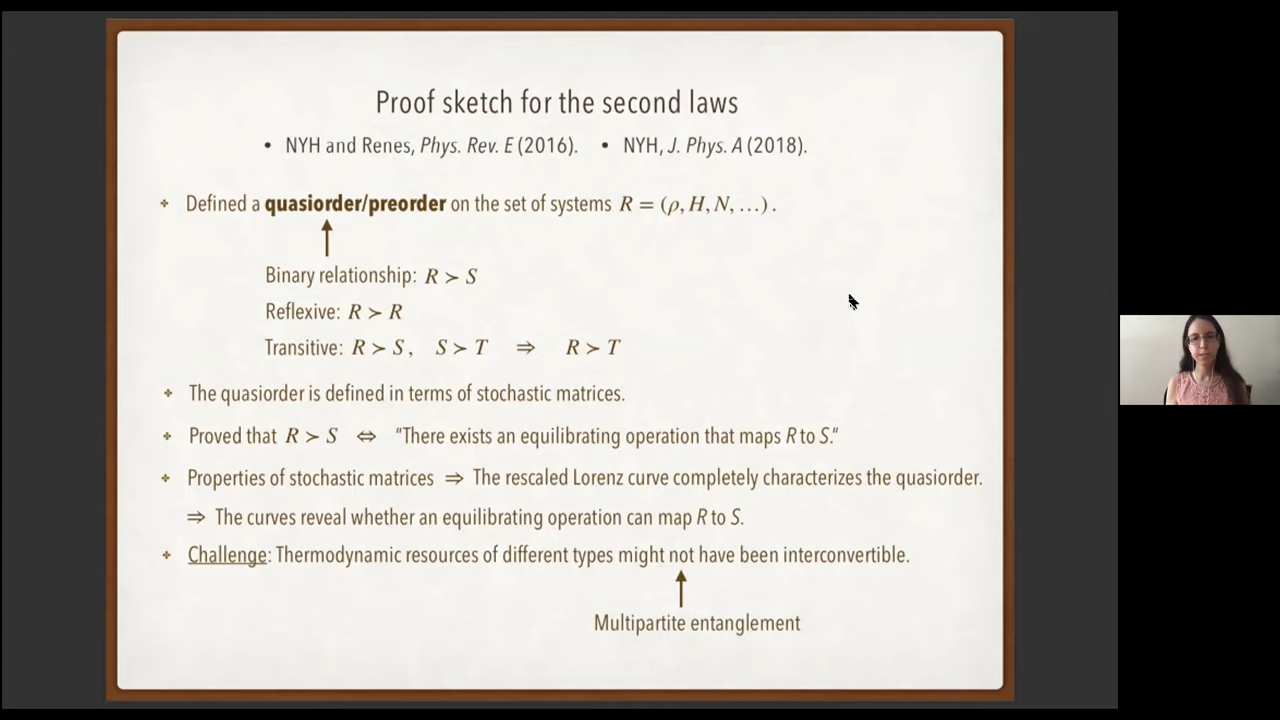 Proof sketch for the second laws
• NYH and Renes, Phys. Rev. E (2016). • NYH, J. Phys. A (2018).
Defined a quasiorder/preorder on the set of systems R = (ρ, H, N, …) .
Binary relationship: R ≻ S
Reflexive: R ≻ R
Transitive: R ≻ S , S ≻ T ⇒ R ≻ T
The quasiorder is defined in terms of stochastic matrices.
Proved that R ≻ S ⇔ "There exists an equilibrating operation that maps R to S."
Properties of stochastic matrices ⇒ The rescaled Lorenz curve completely characterizes the quasiorder.
⇒ The curves reveal whether an equilibrating operation can map R to S.
Challenge: Thermodynamic resources of different types might not have been interconvertible.
Multipartite entanglement